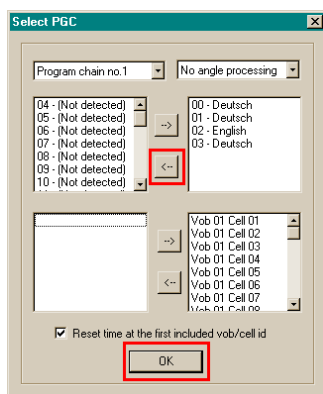 Select PGC
Program chain no.1
No angle processing
04 - (Not detected)
05 - (Not detected)
06 - (Not detected)
07 - (Not detected)
08 - (Not detected)
09 - (Not detected)
10 - (Not detected)
-->
<--
00 - Deutsch
01 - Deutsch
02 - English
03 - Deutsch
-->
<--
Vob 01 Cell 01
Vob 01 Cell 02
Vob 01 Cell 03
Vob 01 Cell 04
Vob 01 Cell 05
Vob 01 Cell 06
Vob 01 Cell 07
Vob 01 Cell 08
Reset time at the first included vob/cell id
OK